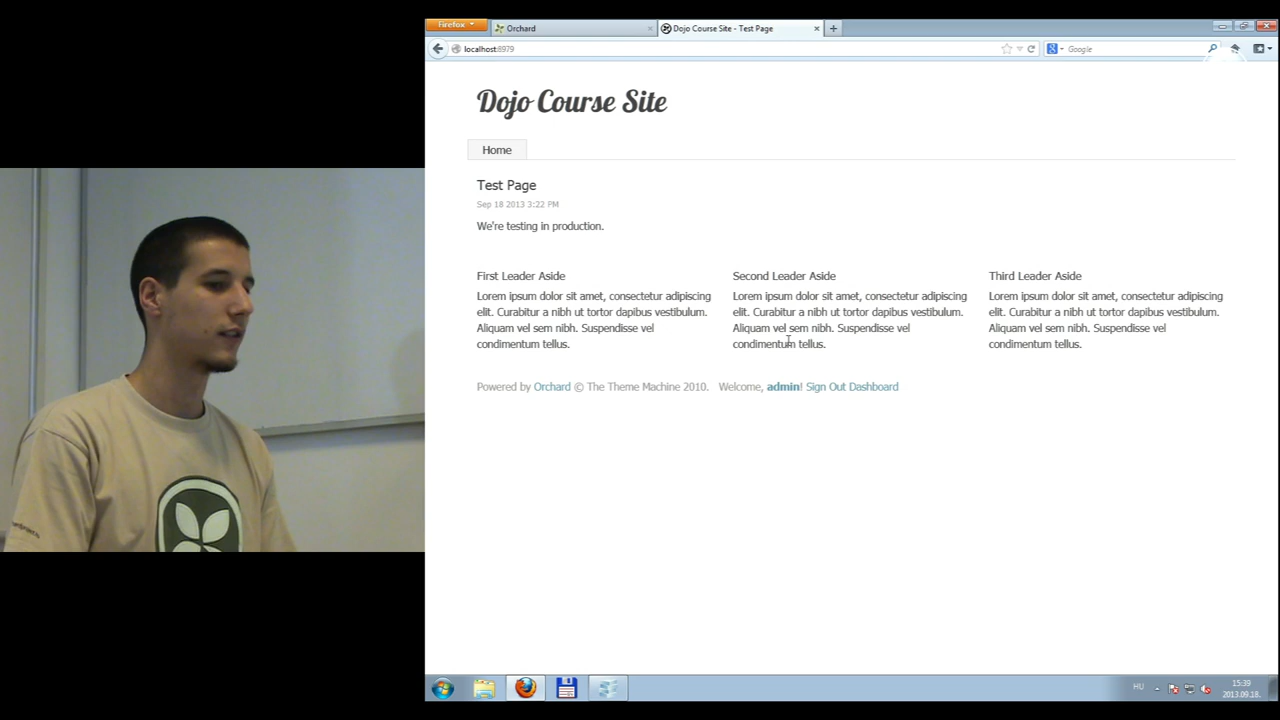 Firefox
Orchard
Dojo Course Site - Test Page
localhost:8979
Google
Dojo Course Site
Home
Test Page
Sep 18 2013 3:22 PM
We're testing in production.
First Leader Aside
Lorem ipsum dolor sit amet, consectetur adipiscing
elit. Curabitur a nibh ut tortor dapibus vestibulum.
Aliquam vel sem nibh. Suspendisse vel
condimentum tellus.
Second Leader Aside
Lorem ipsum dolor sit amet, consectetur adipiscing
elit. Curabitur a nibh ut tortor dapibus vestibulum.
Aliquam vel sem nibh. Suspendisse vel
condimentum tellus.
Third Leader Aside
Lorem ipsum dolor sit amet, consectetur adipiscing
elit. Curabitur a nibh ut tortor dapibus vestibulum.
Aliquam vel sem nibh. Suspendisse vel
condimentum tellus.
Powered by Orchard © The Theme Machine 2010. Welcome, admin! Sign Out Dashboard
HU
15:39
2013.09.18.